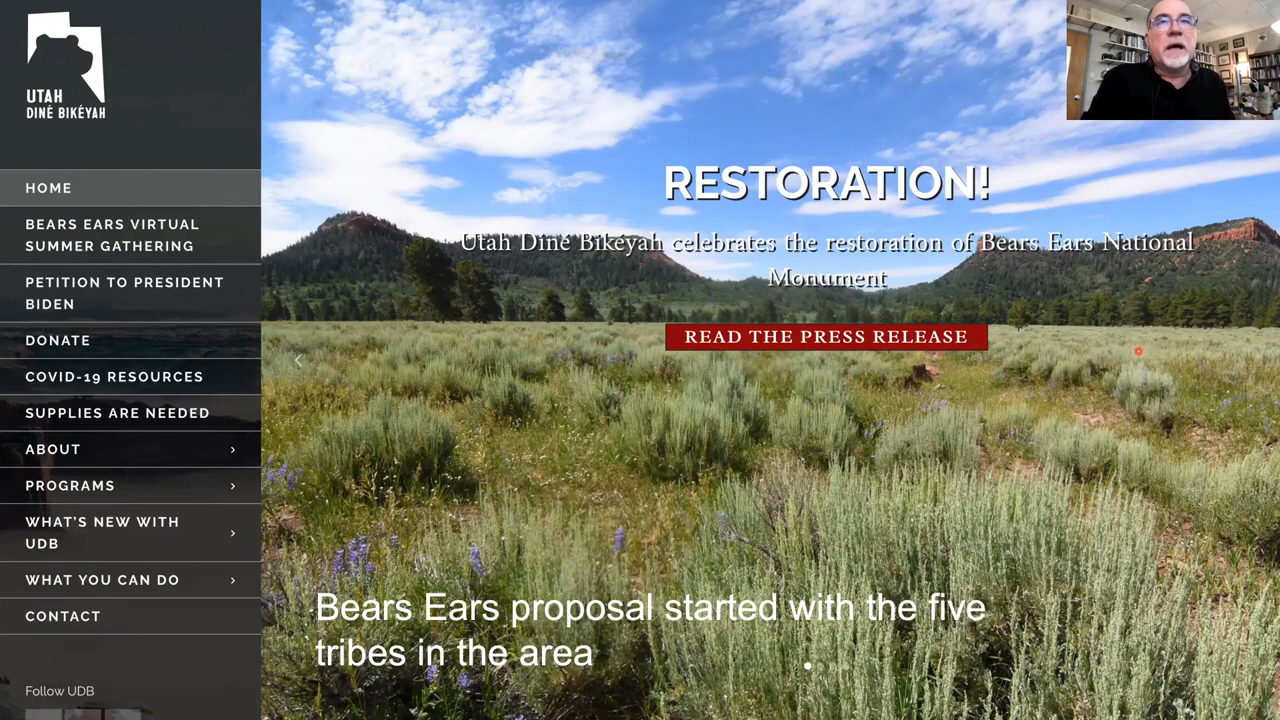 UTAH
DINÉ BIKÉYAH
HOME
BEARS EARS VIRTUAL
SUMMER GATHERING
PETITION TO PRESIDENT
BIDEN
DONATE
COVID-19 RESOURCES
SUPPLIES ARE NEEDED
ABOUT
PROGRAMS
WHAT'S NEW WITH
UDB
WHAT YOU CAN DO
CONTACT
Follow UDB
RESTORATION!
Utah Diné Bikéyah celebrates the restoration of Bears Ears National
Monument
READ THE PRESS RELEASE
Bears Ears proposal started with the five
tribes in the area